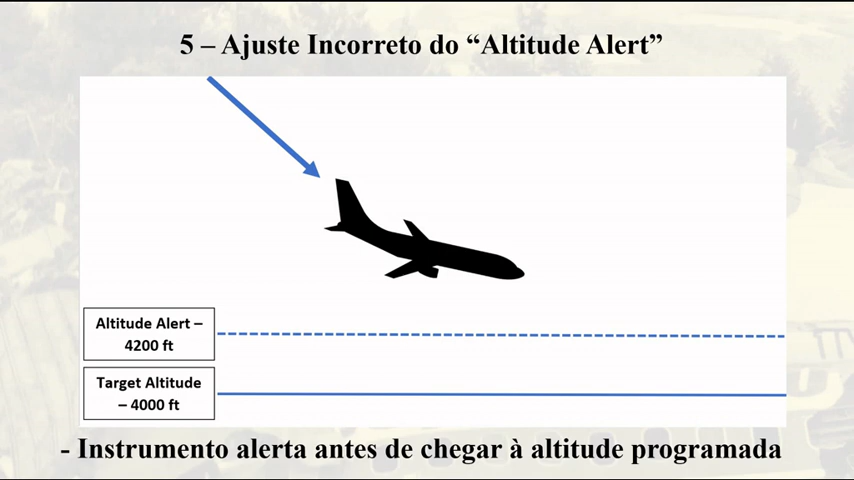 5 – Ajuste Incorreto do “Altitude Alert”
Altitude Alert –
4200 ft
Target Altitude
– 4000 ft
- Instrumento alerta antes de chegar à altitude programada